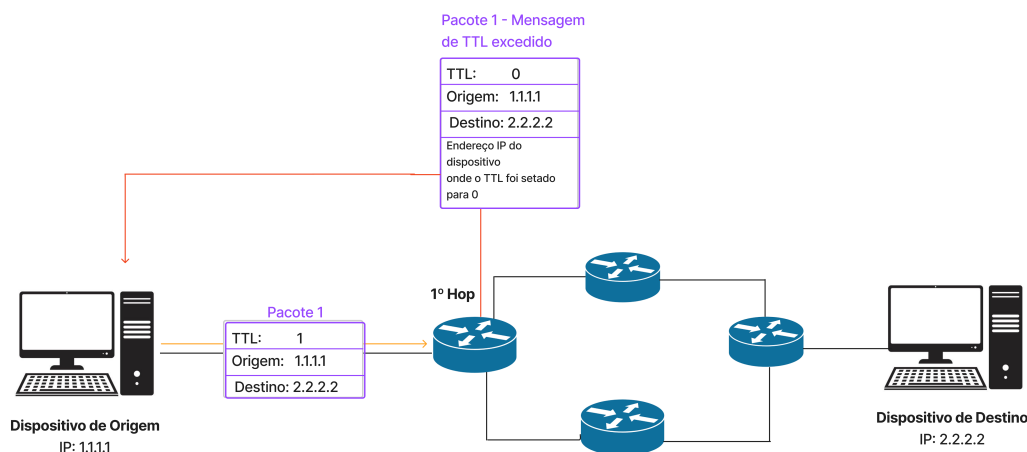 Pacote 1 - Mensagem
de TTL excedido
TTL: 0
Origem: 1.1.1.1
Destino: 2.2.2.2
Endereço IP do
dispositivo
onde o TTL foi setado
para 0
1º Hop
Pacote 1
TTL: 1
Origem: 1.1.1.1
Destino: 2.2.2.2
Dispositivo de Origem
IP: 1.1.1.1
Dispositivo de Destino
IP: 2.2.2.2